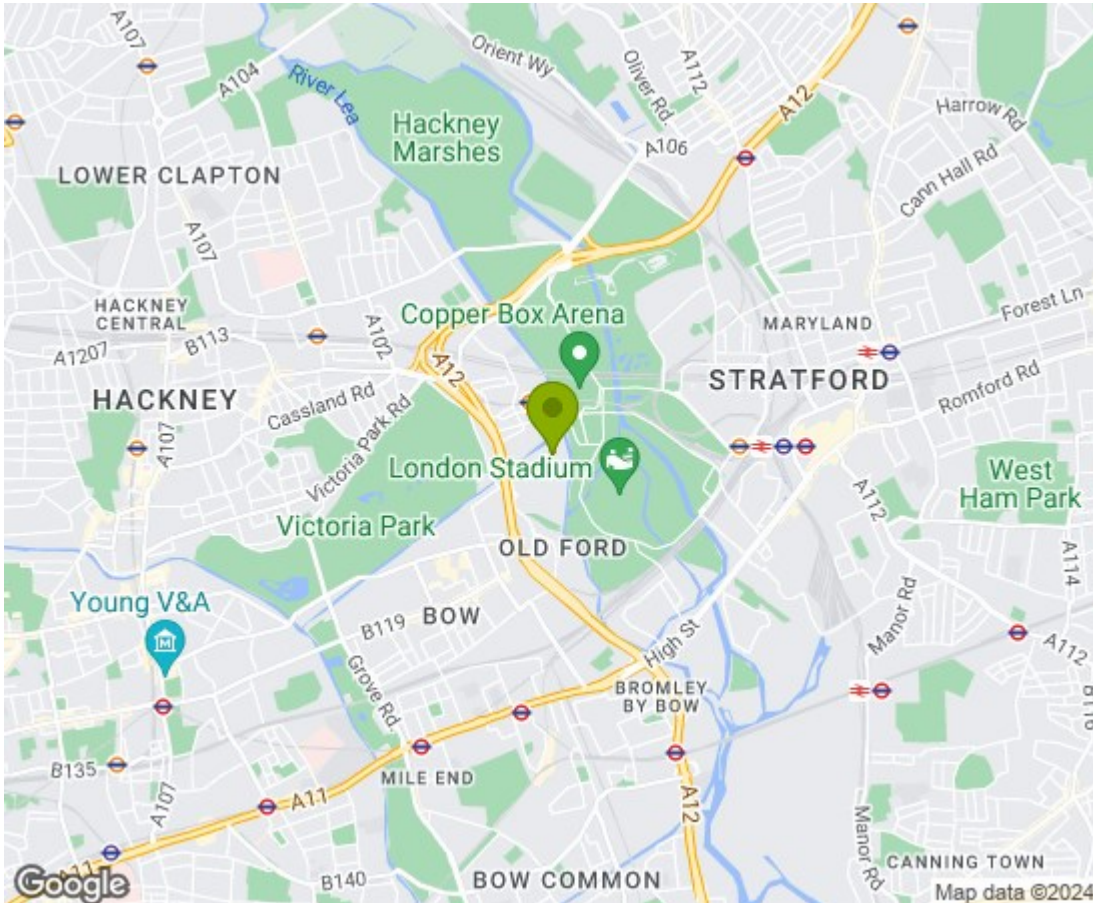 A107
A104
Orient Wy
Oliver Rd.
A112
A12
River Lea
Hackney
Marshes
A106
Harrow Rd
Cann Hall Rd
LOWER CLAPTON
A107
HACKNEY
CENTRAL
B113
A102
A1207
Copper Box Arena
MARYLAND
Forest Ln
A12
STRATFORD
Romford Rd
HACKNEY
Cassland Rd
Victoria Park Rd
A107
London Stadium
West
Ham Park
Victoria Park
A112
OLD FORD
A114
Young V&A
BOW
B119
Manor Rd
High St
A112
Grove Rd.
BROMLEY
BY BOW
B116
B135
MILE END
A107
A11
A12
Manor Rd
A11
B140
BOW COMMON
CANNING TOWN
Google
Map data ©2024